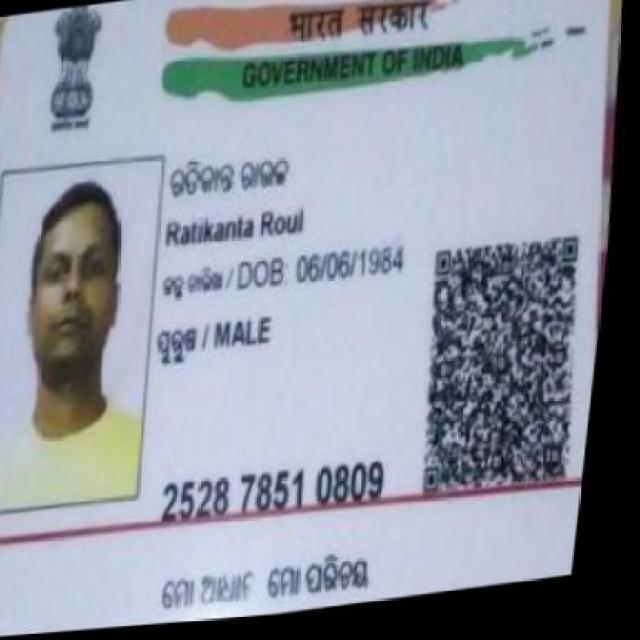 भारत सरकार
GOVERNMENT OF INDIA
ରତିକାନ୍ତ ରାଉଳ
Ratikanta Roul
ଜନ୍ମ ତାରିଖ / DOB: 06/06/1984
ପୁରୁଷ / MALE
2528 7851 0809
ମୋ ଆଧାର ମୋ ପରିଚୟ